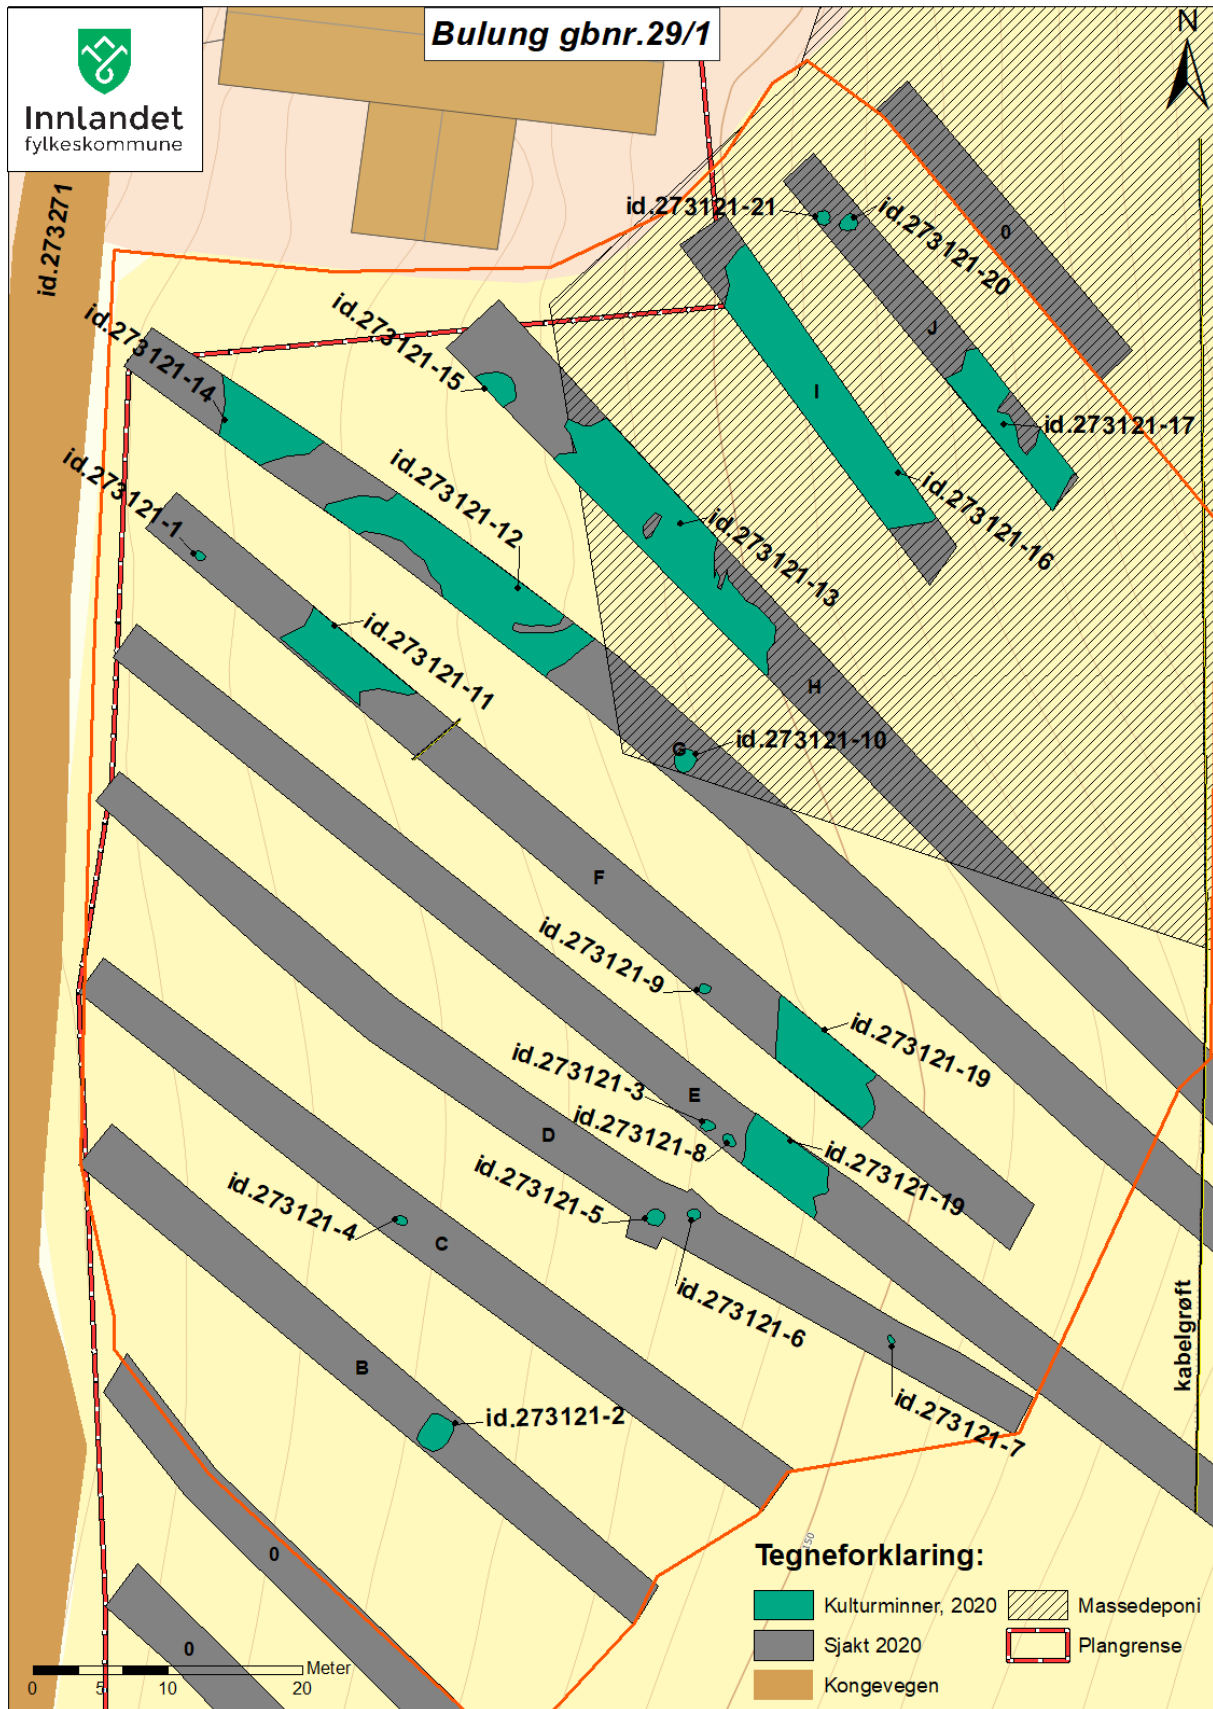 Bulung gbnr.29/1
N
Innlandet
fylkeskommune
id.273271
id.273121-21
id.273121-20
0
id.273121-15
id.273121-14
J
I
id.273121-17
id.273121-12
id.273121-1
id.273121-16
id.273121-13
id.273121-11
H
G
id.273121-10
F
id.273121-9
id.273121-19
id.273121-3
E
D
id.273121-8
id.273121-19
id.273121-5
id.273121-4
C
id.273121-6
kabelgrøft
B
id.273121-2
id.273121-7
150
0
0
Tegneforklaring:
Kulturminner, 2020
Massedeponi
Sjakt 2020
Plangrense
Kongevegen
Meter
0 5 10 20